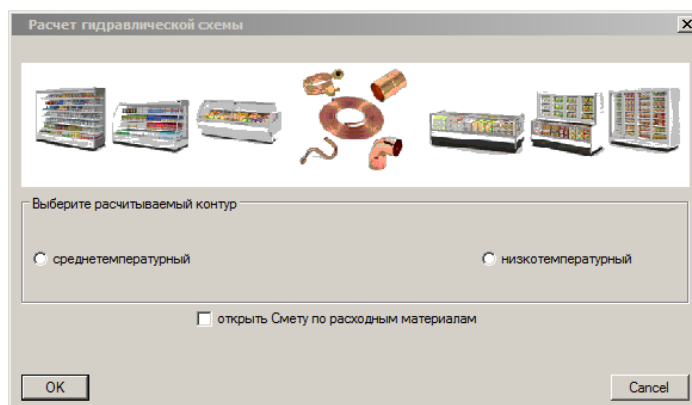 Расчет гидравлической схемы
Выберите расчитываемый контур
среднетемпературный
низкотемпературный
открыть Смету по расходным материалам
OK
Cancel